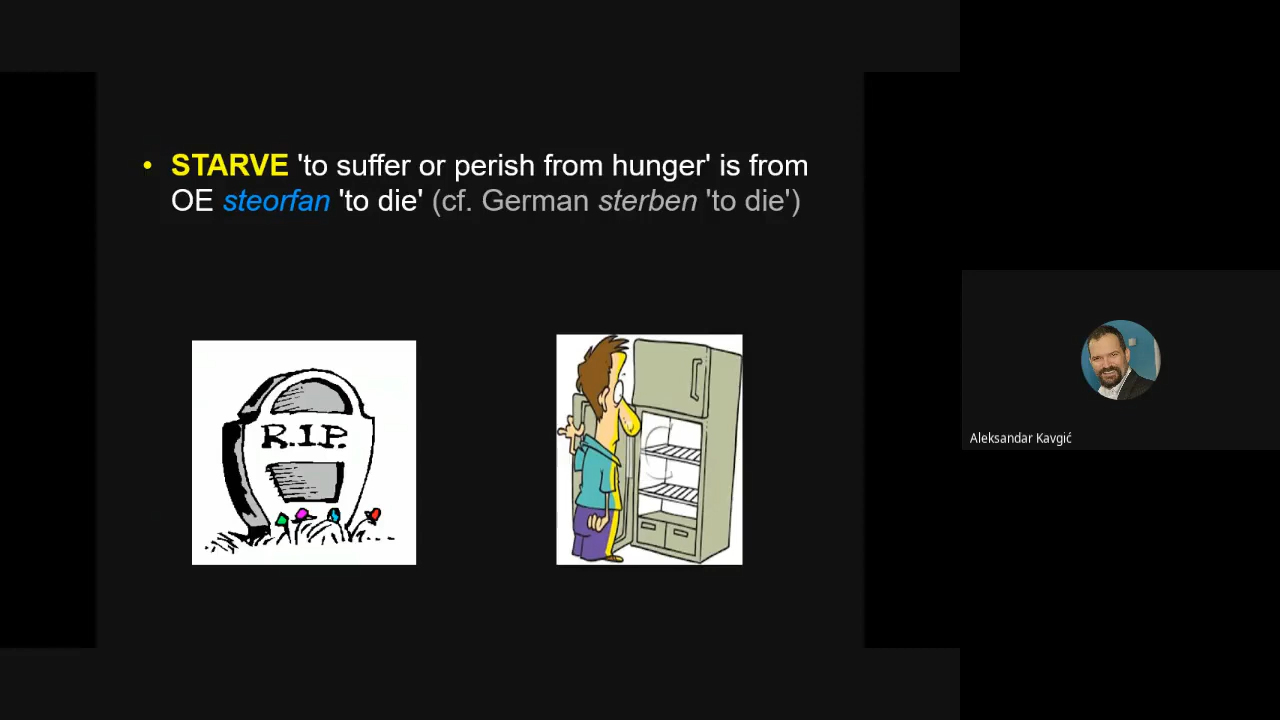 • STARVE 'to suffer or perish from hunger' is from
OE steorfan 'to die' (cf. German sterben 'to die')
R.I.P.
Aleksandar Kavgić